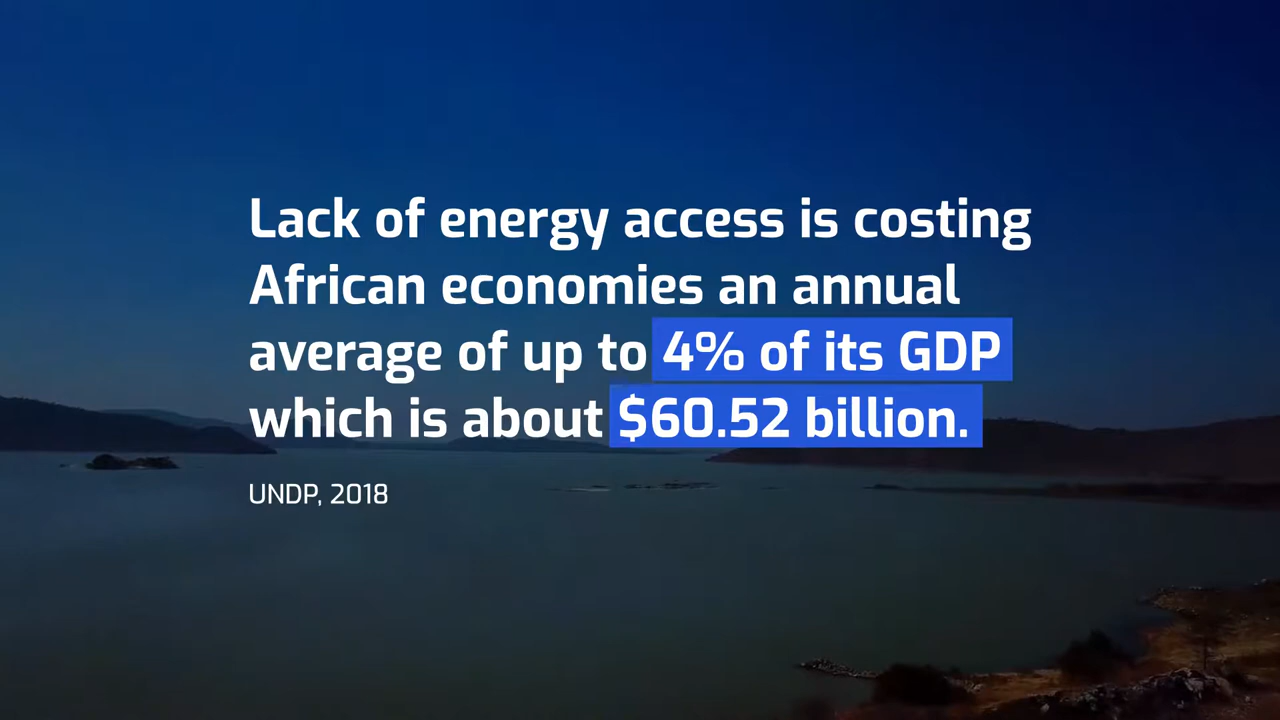 Lack of energy access is costing
African economies an annual
average of up to 4% of its GDP
which is about $60.52 billion.
UNDP, 2018